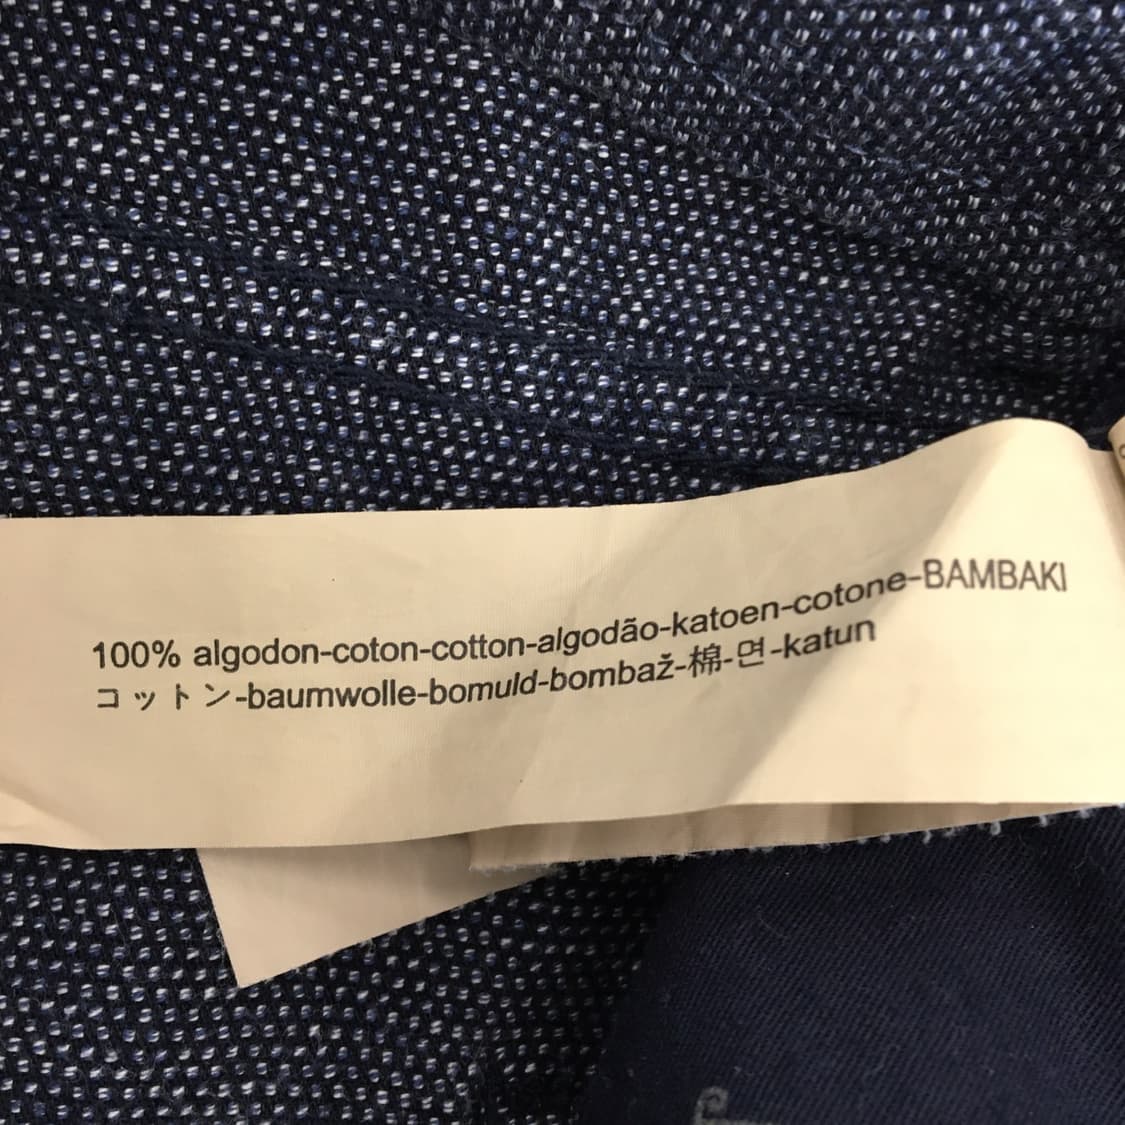 100% algodon-coton-cotton-algodão-katoen-cotone-BAMBAKI
コットン-baumwolle-bomuld-bombaž-棉-면-katun